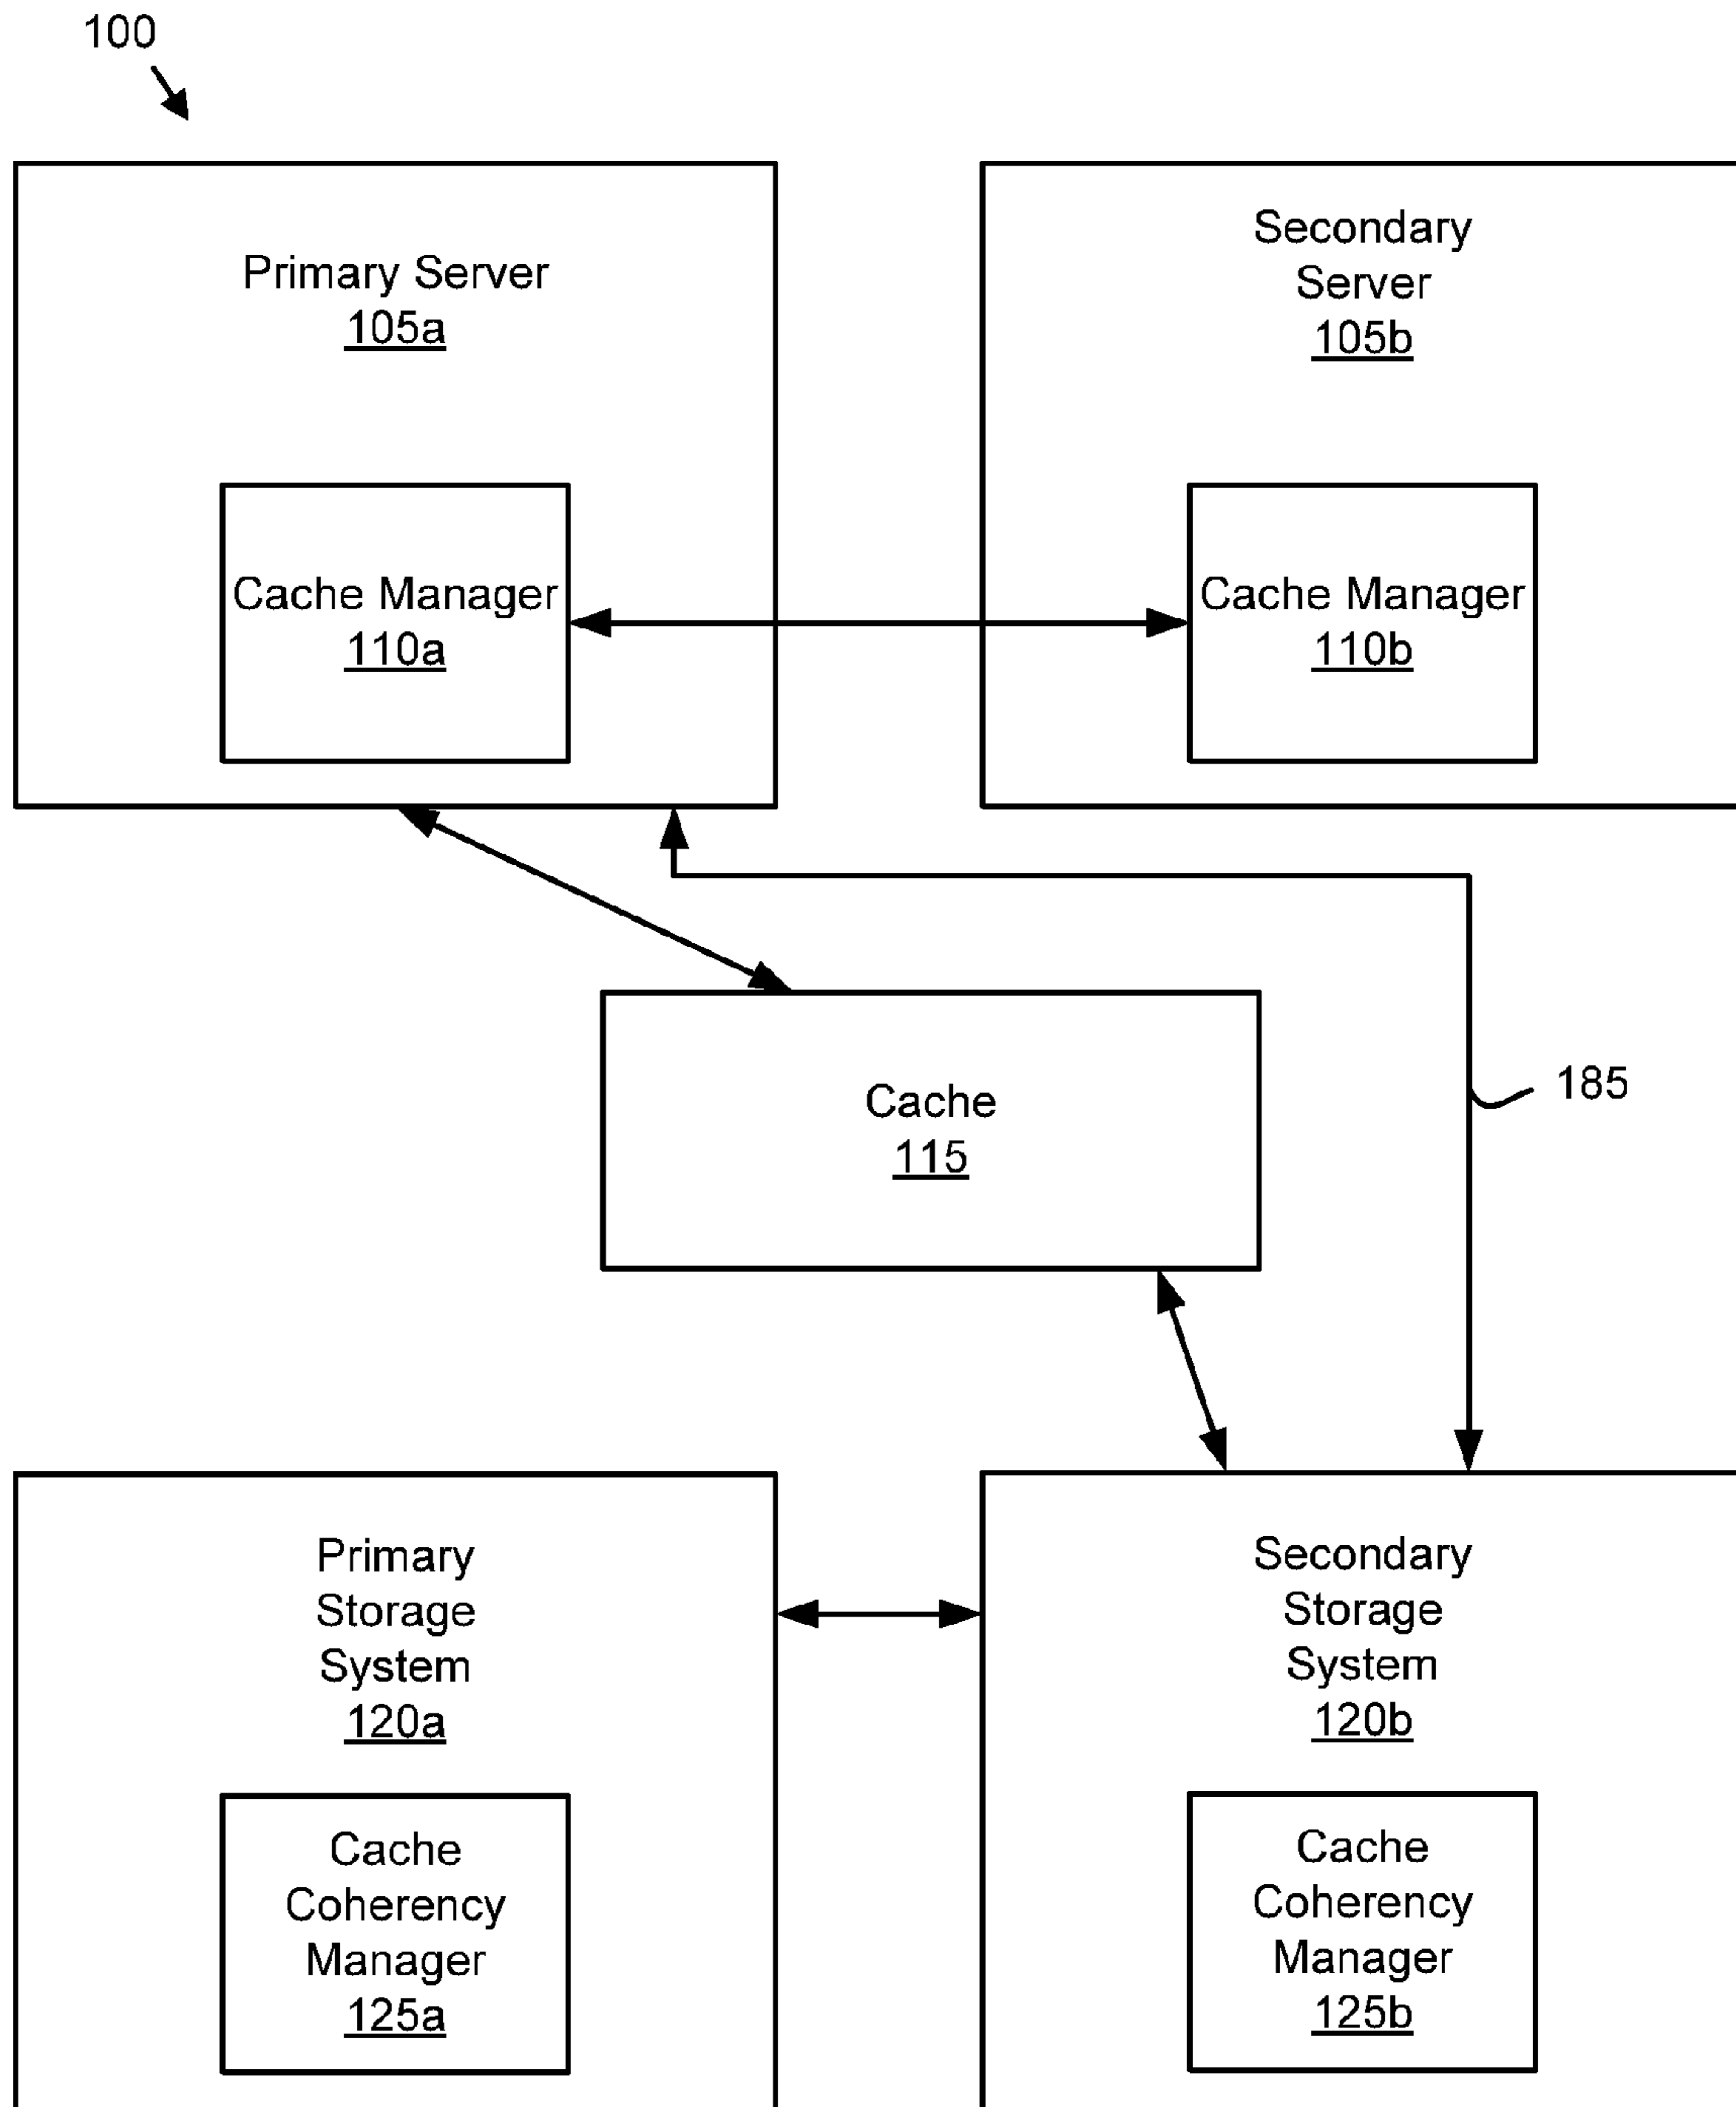 100
Primary Server
105a
Secondary
Server
105b
Cache Manager
110a
Cache Manager
110b
Cache
115
185
Primary
Storage
System
120a
Secondary
Storage
System
120b
Cache
Coherency
Manager
125a
Cache
Coherency
Manager
125b